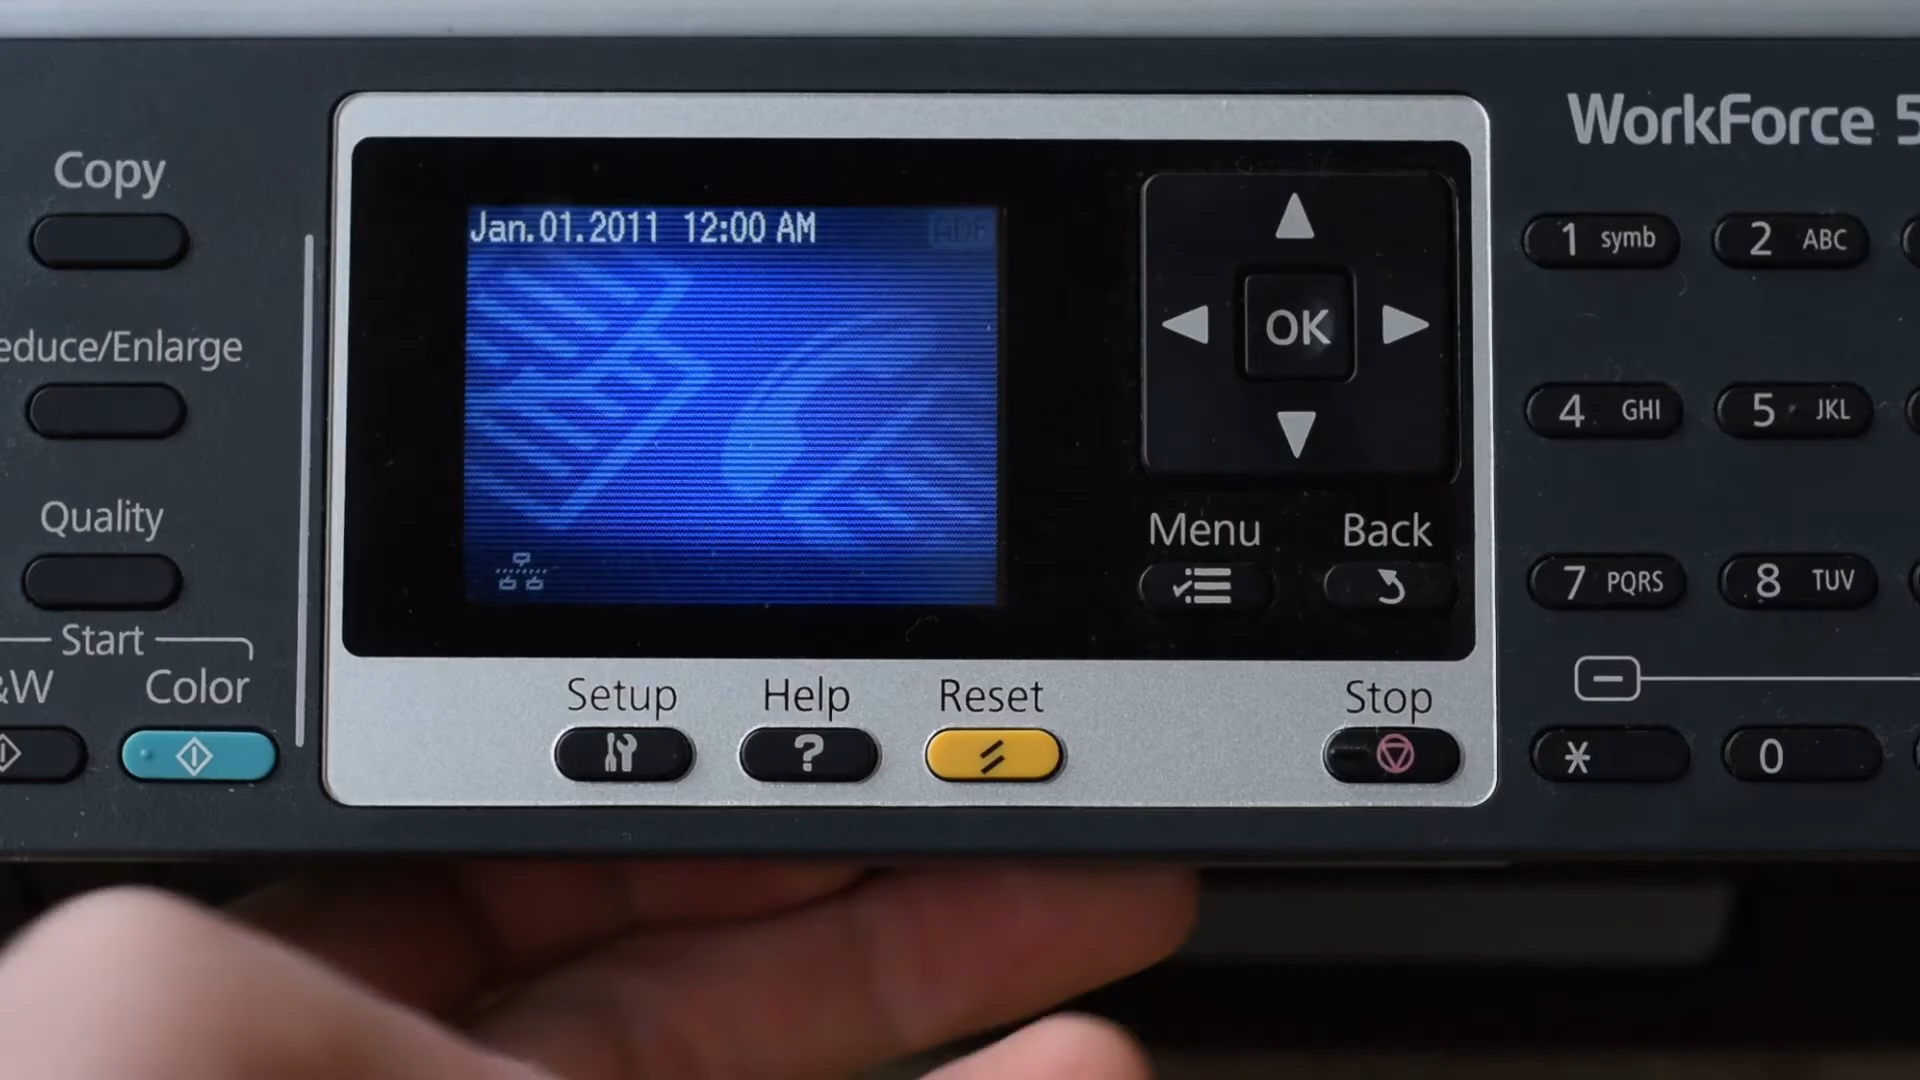 WorkForce 5
Copy
educe/Enlarge
Quality
Start
&W Color
Jan.01.2011 12:00 AM
ADF
OK
Menu Back
Setup Help Reset Stop
?
1 symb 2 ABC
4 GHI 5 JKL
7 PQRS 8 TUV
* 0